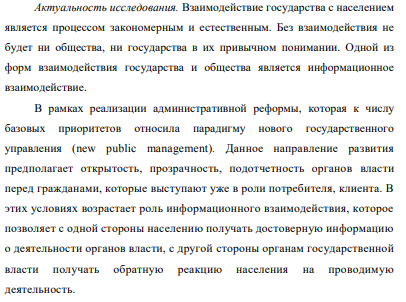 Актуальность исследования. Взаимодействие государства с населением
является процессом закономерным и естественным. Без взаимодействия не
будет ни общества, ни государства в их привычном понимании. Одной из
форм взаимодействия государства и общества является информационное
взаимодействие.
В рамках реализации административной реформы, которая к числу
базовых приоритетов относила парадигму нового государственного
управления (new public management). Данное направление развития
предполагает открытость, прозрачность, подотчетность органов власти
перед гражданами, которые выступают уже в роли потребителя, клиента. В
этих условиях возрастает роль информационного взаимодействия, которое
позволяет с одной стороны населению получать достоверную информацию
о деятельности органов власти, с другой стороны органам государственной
власти получать обратную реакцию населения на проводимую
деятельность.